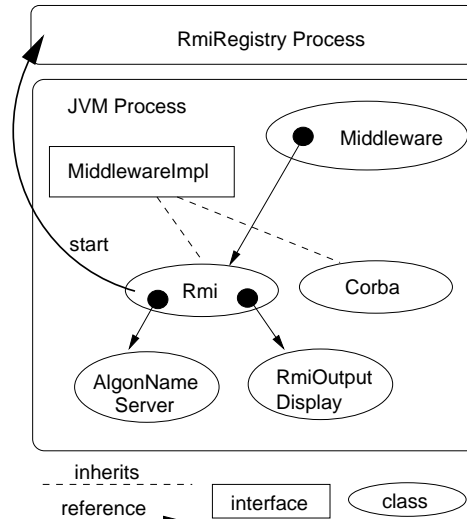 RmiRegistry Process
JVM Process
Middleware
MiddlewareImpl
start
Rmi
Corba
AlgonName
Server
RmiOutput
Display
inherits
reference
interface
class